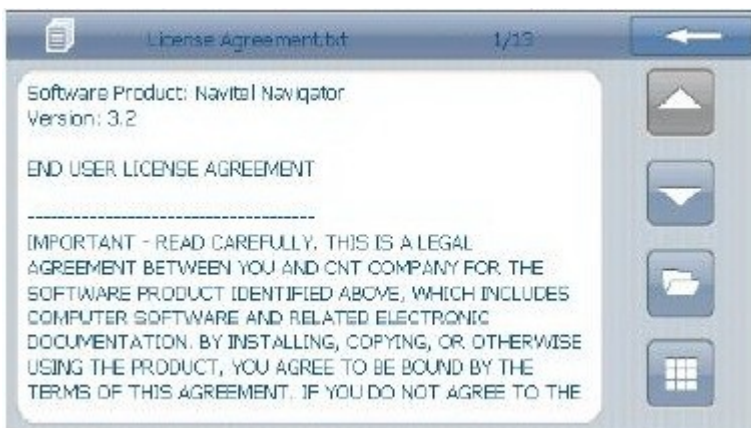 License Agreement.txt 1/13
Software Product: Navitel Navigator
Version: 3.2
END USER LICENSE AGREEMENT
-------------------------------------
IMPORTANT - READ CAREFULLY. THIS IS A LEGAL
AGREEMENT BETWEEN YOU AND CNT COMPANY FOR THE
SOFTWARE PRODUCT IDENTIFIED ABOVE, WHICH INCLUDES
COMPUTER SOFTWARE AND RELATED ELECTRONIC
DOCUMENTATION. BY INSTALLING, COPYING, OR OTHERWISE
USING THE PRODUCT, YOU AGREE TO BE BOUND BY THE
TERMS OF THIS AGREEMENT. IF YOU DO NOT AGREE TO THE